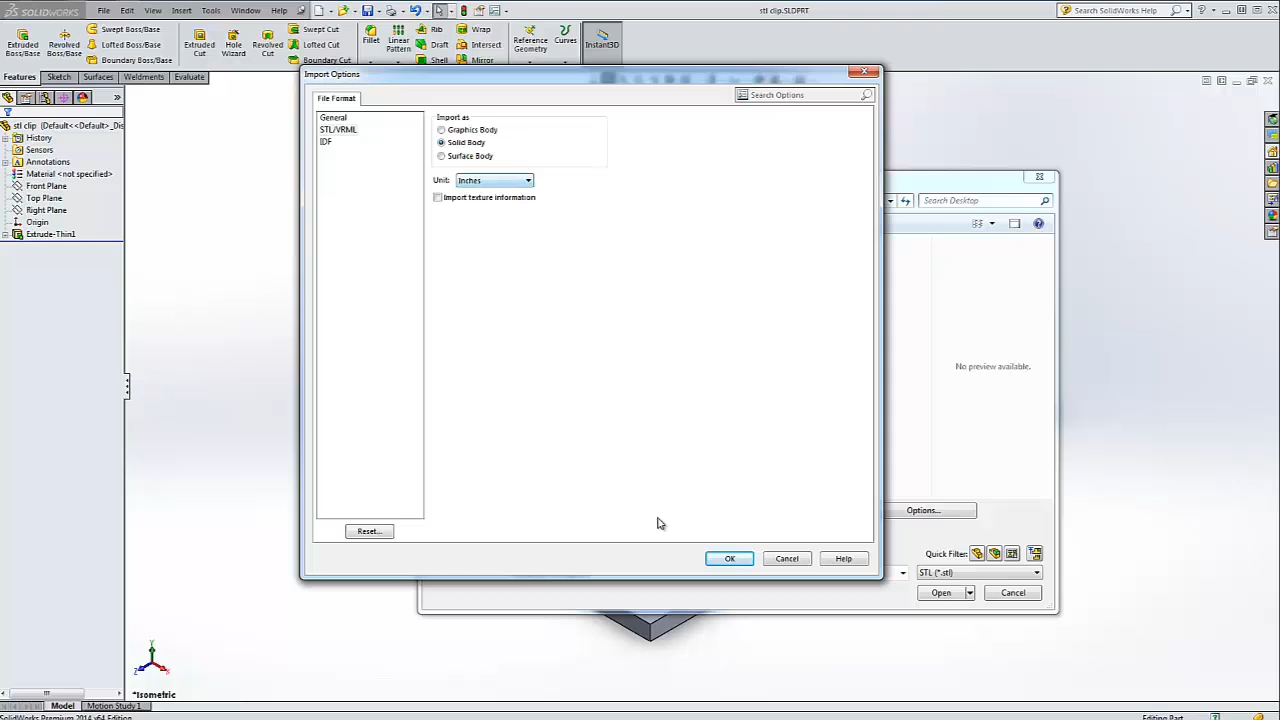 SOLIDWORKS File Edit View Insert Tools Window Help stl clip.SLDPRT Search SolidWorks Help
Extruded Boss/Base
Revolved Boss/Base
Swept Boss/Base
Lofted Boss/Base
Boundary Boss/Base
Extruded Cut
Hole Wizard
Revolved Cut
Swept Cut
Lofted Cut
Boundary Cut
Fillet
Linear Pattern
Rib
Draft
Shell
Wrap
Intersect
Mirror
Reference Geometry
Curves
Instant3D
Features Sketch Surfaces Weldments Evaluate
stl clip (Default<<Default>_Dis
History
Sensors
Annotations
Material <not specified>
Front Plane
Top Plane
Right Plane
Origin
Extrude-Thin1
Import Options
File Format
Search Options
General
STL/VRML
IDF
Import as
Graphics Body
Solid Body
Surface Body
Unit: Inches
Import texture information
Reset...
OK Cancel Help
Search Desktop
No preview available.
Options...
Quick Filter:
STL (*.stl)
Open Cancel
Y
Z
*Isometric
Model Motion Study 1
SolidWorks Premium 2014 x64 Edition Editing Part